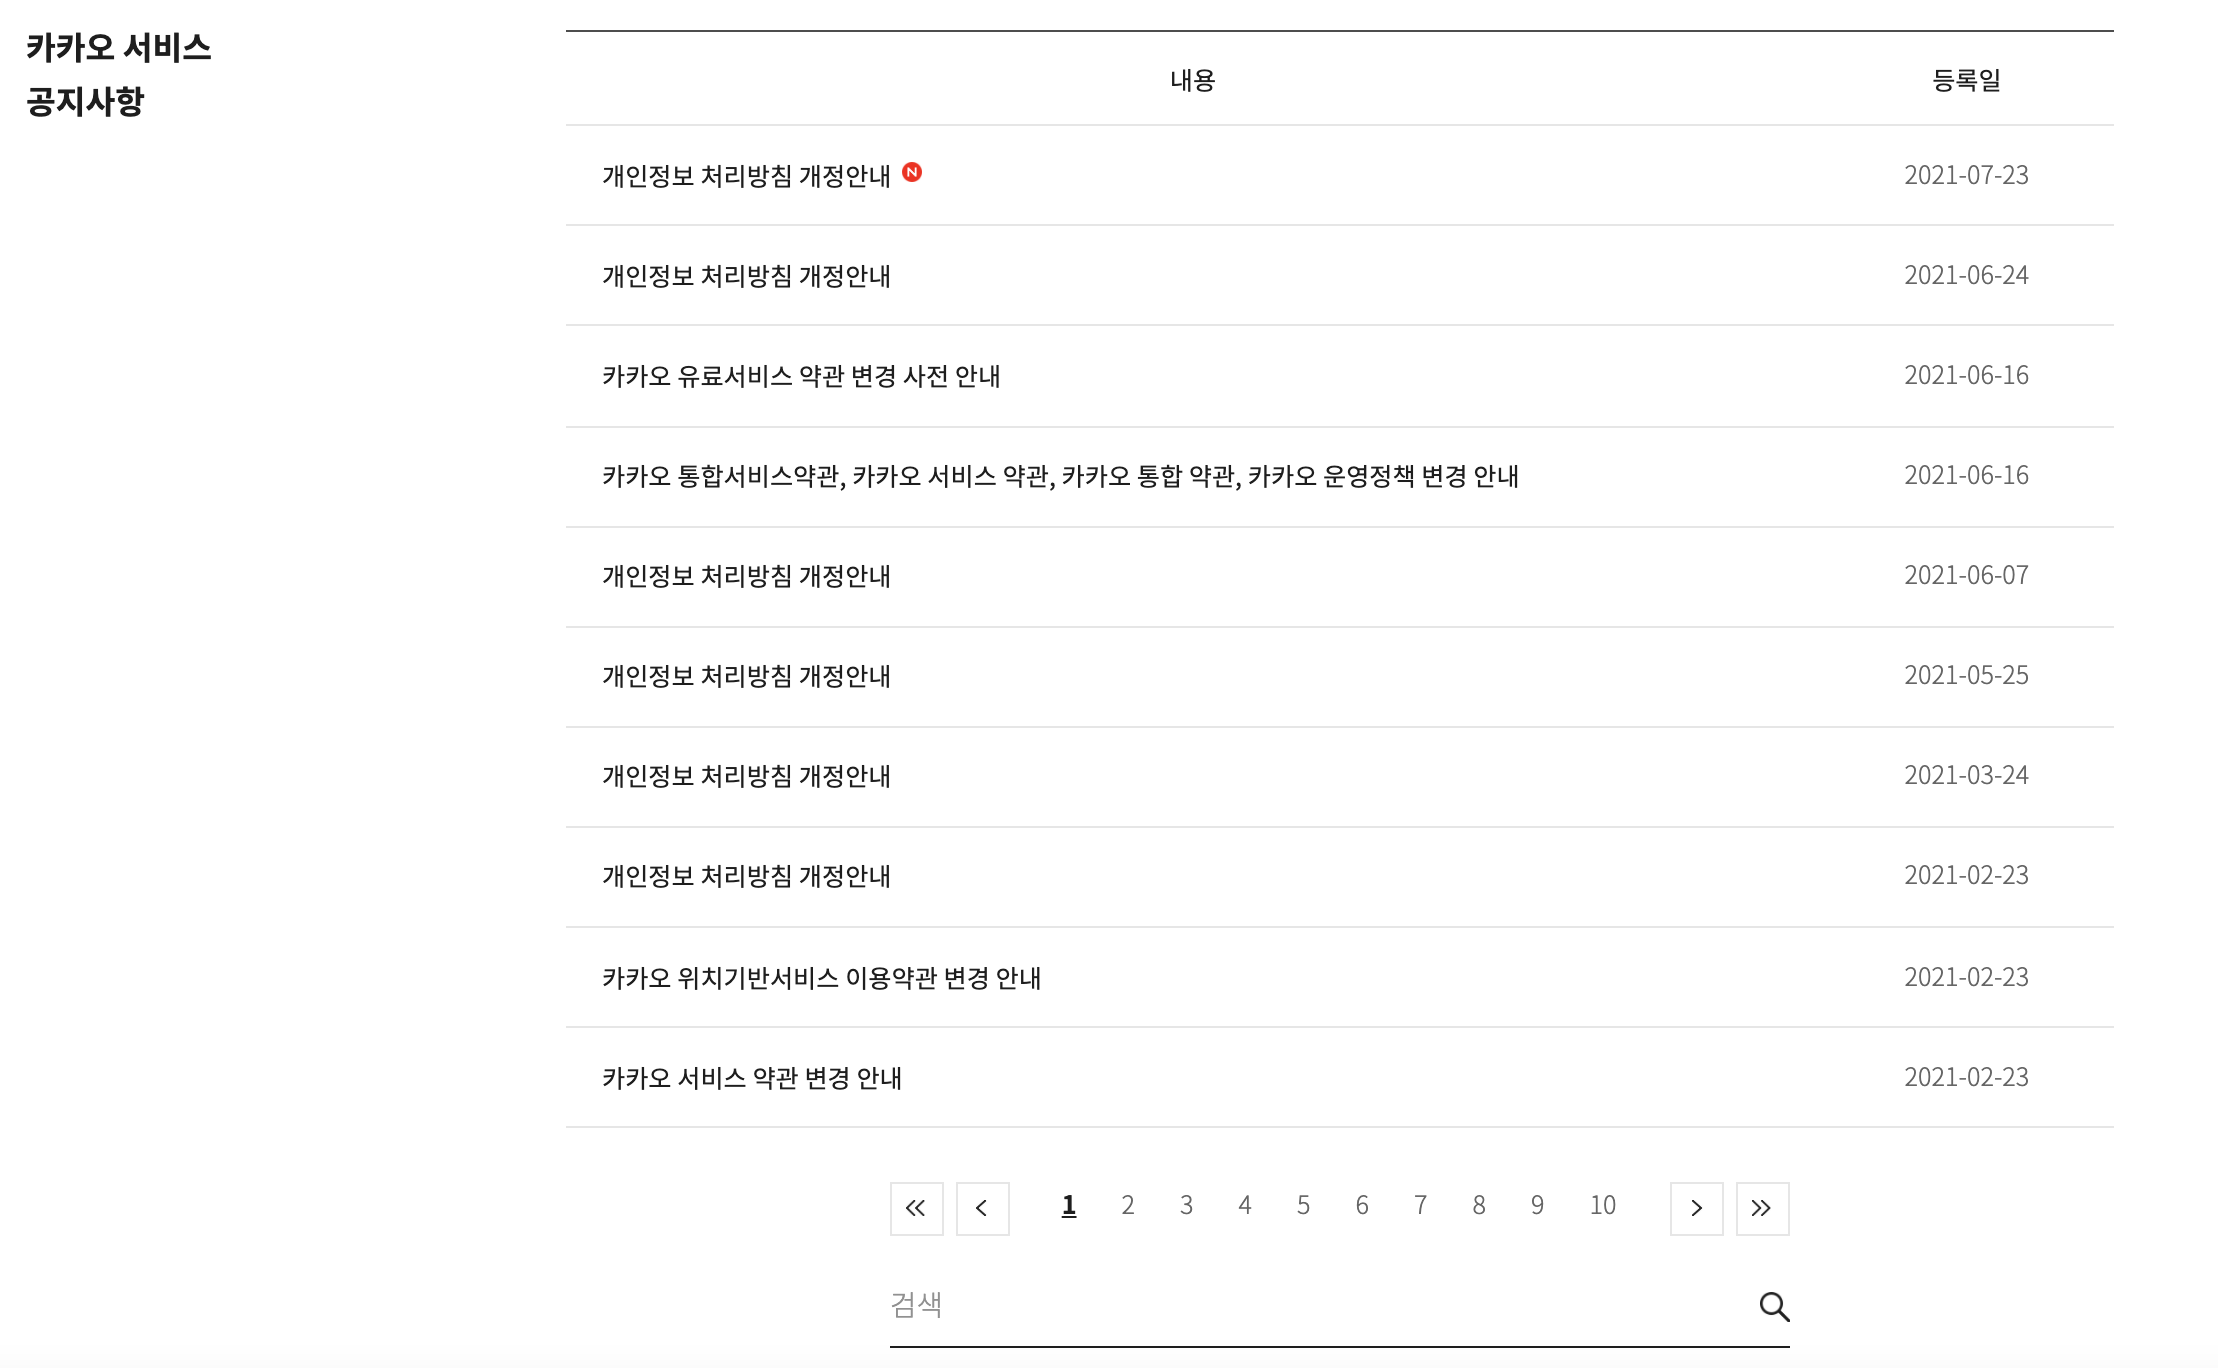 카카오 서비스
공지사항
내용 등록일
개인정보 처리방침 개정안내 N 2021-07-23
개인정보 처리방침 개정안내 2021-06-24
카카오 유료서비스 약관 변경 사전 안내 2021-06-16
카카오 통합서비스약관, 카카오 서비스 약관, 카카오 통합 약관, 카카오 운영정책 변경 안내 2021-06-16
개인정보 처리방침 개정안내 2021-06-07
개인정보 처리방침 개정안내 2021-05-25
개인정보 처리방침 개정안내 2021-03-24
개인정보 처리방침 개정안내 2021-02-23
카카오 위치기반서비스 이용약관 변경 안내 2021-02-23
카카오 서비스 약관 변경 안내 2021-02-23
1 2 3 4 5 6 7 8 9 10
검색